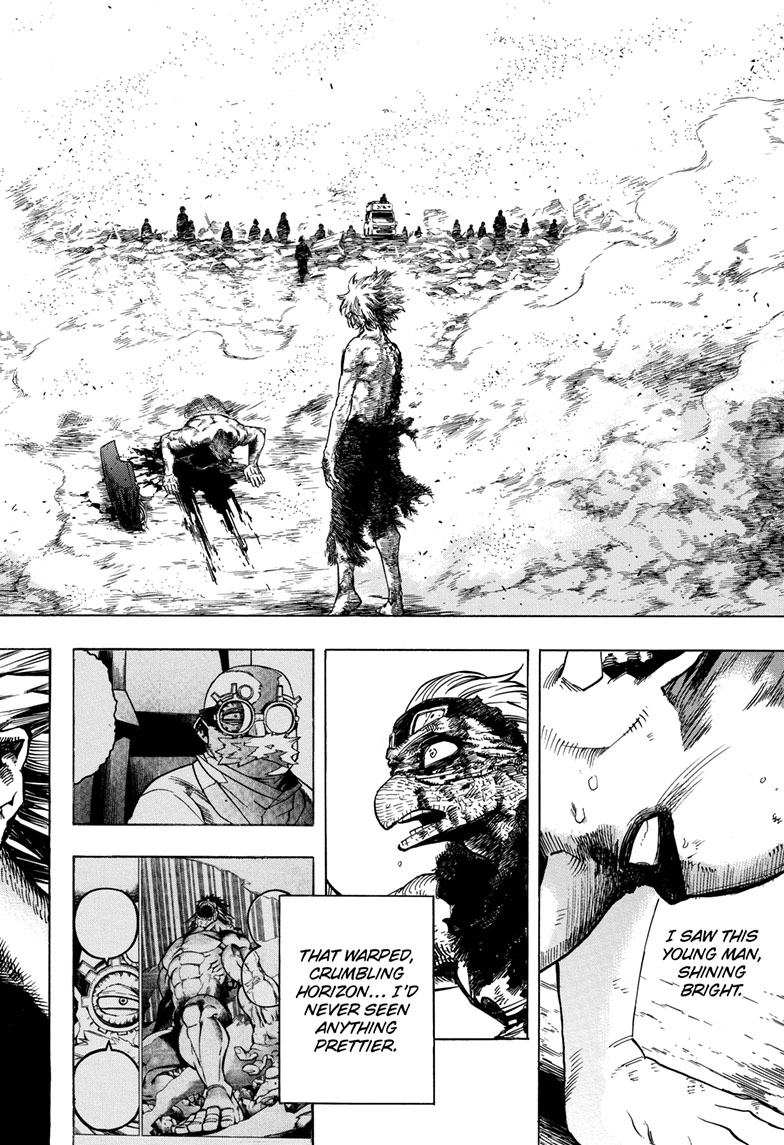 I SAW THIS
YOUNG MAN,
SHINING
BRIGHT.
THAT WARPED,
CRUMBLING
HORIZON... I'D
NEVER SEEN
ANYTHING
PRETTIER.